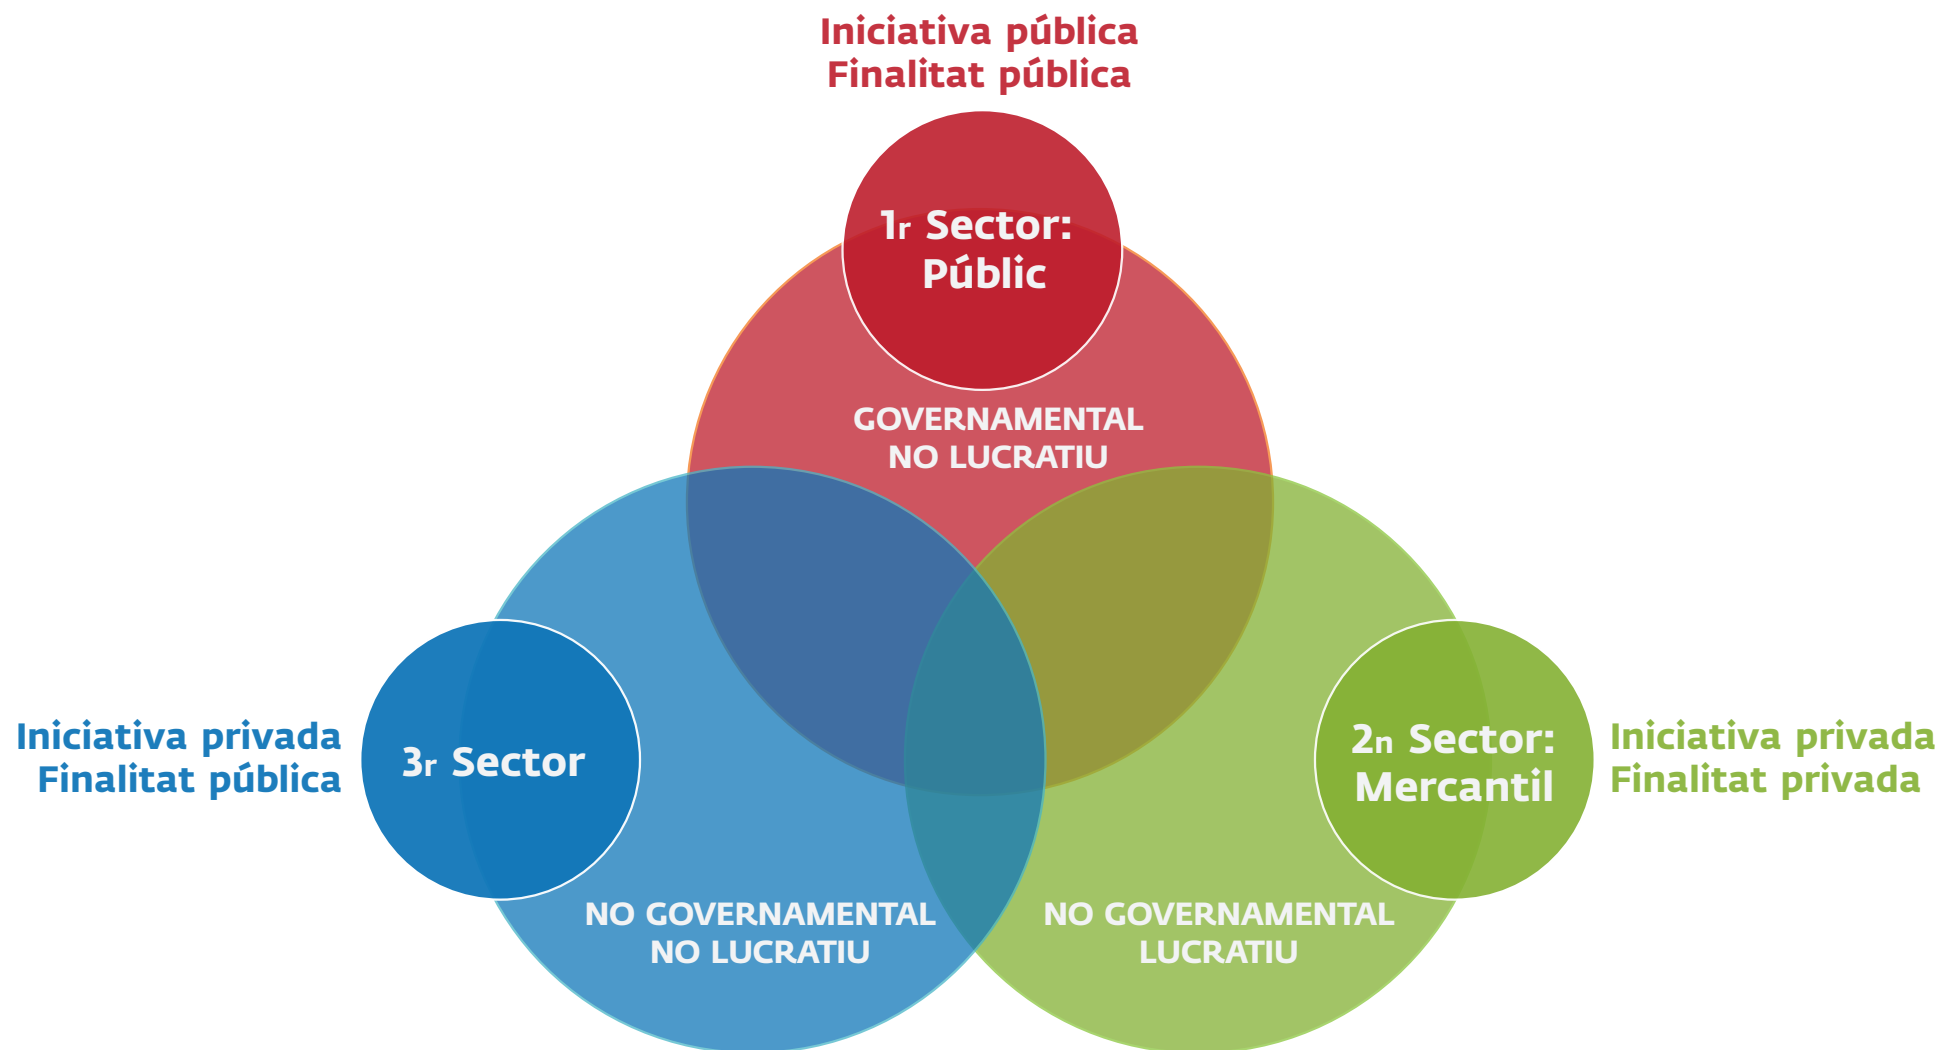 Iniciativa pública
Finalitat pública
1r Sector:
Públic
GOVERNAMENTAL
NO LUCRATIU
Iniciativa privada
Finalitat pública
3r Sector
2n Sector:
Mercantil
Iniciativa privada
Finalitat privada
NO GOVERNAMENTAL
NO LUCRATIU
NO GOVERNAMENTAL
LUCRATIU